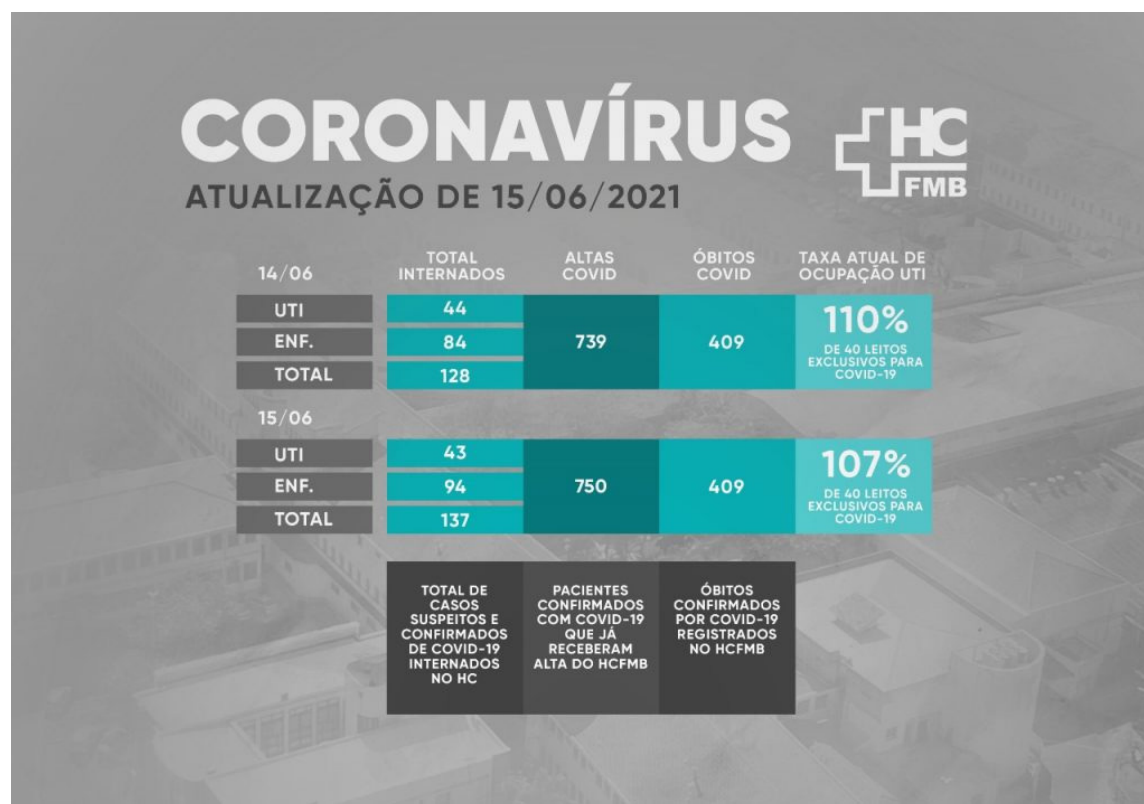 CORONAVÍRUS
HC
FMB
ATUALIZAÇÃO DE 15/06/2021
14/06
TOTAL
INTERNADOS
ALTAS
COVID
ÓBITOS
COVID
TAXA ATUAL DE
OCUPAÇÃO UTI
UTI
44
ENF.
84
TOTAL
128
739
409
110%
DE 40 LEITOS
EXCLUSIVOS PARA
COVID-19
15/06
UTI
43
ENF.
94
TOTAL
137
750
409
107%
DE 40 LEITOS
EXCLUSIVOS PARA
COVID-19
TOTAL DE
CASOS
SUSPEITOS E
CONFIRMADOS
DE COVID-19
INTERNADOS
NO HC
PACIENTES
CONFIRMADOS
COM COVID-19
QUE JÁ
RECEBERAM
ALTA DO HCFMB
ÓBITOS
CONFIRMADOS
POR COVID-19
REGISTRADOS
NO HCFMB